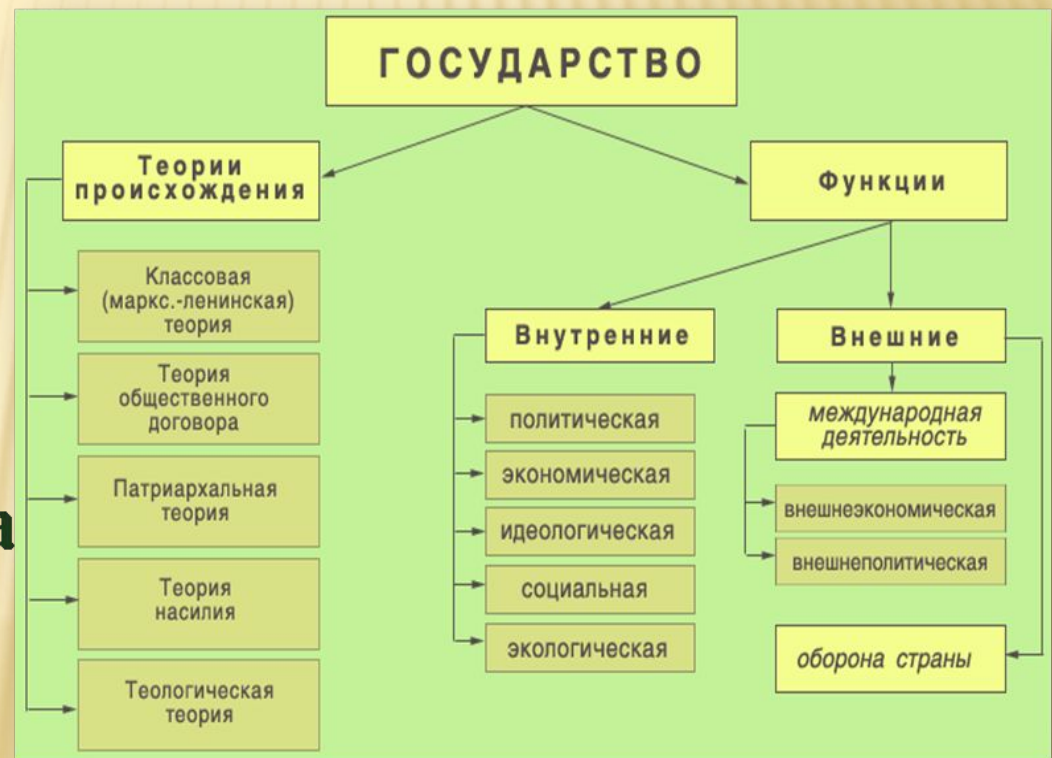 ГОСУДАРСТВО
Теории
происхождения
Классовая
(маркс.-ленинская)
теория
Теория
общественного
договора
Патриархальная
теория
Теория
насилия
Теологическая
теория
Функции
Внутренние
политическая
экономическая
идеологическая
социальная
экологическая
Внешние
международная
деятельность
внешнеэкономическая
внешнеполитическая
оборона страны